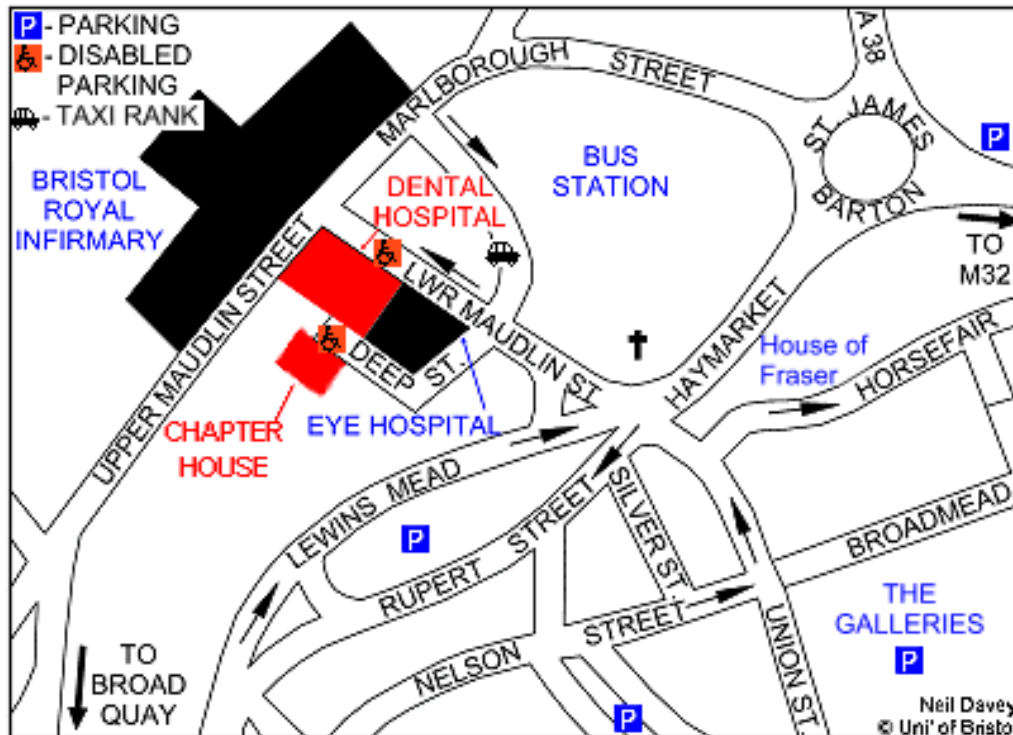 P - PARKING
- DISABLED
PARKING
- TAXI RANK
MARLBOROUGH STREET
A 38
ST. JAMES
BARTON
P
BUS
STATION
BRISTOL
ROYAL
INFIRMARY
DENTAL
HOSPITAL
TO
M32
UPPER MAUDLIN STREET
LWR MAUDLIN ST.
DEEP ST.
HAYMARKET
House of
Fraser
HORSEFAIR
CHAPTER
HOUSE
EYE HOSPITAL
LEWINS MEAD
P
RUPERT STREET
SILVER ST
BROADMEAD
THE
GALLERIES
P
NELSON STREET
UNION ST.
TO
BROAD
QUAY
P
Neil Davey
© Uni' of Bristo